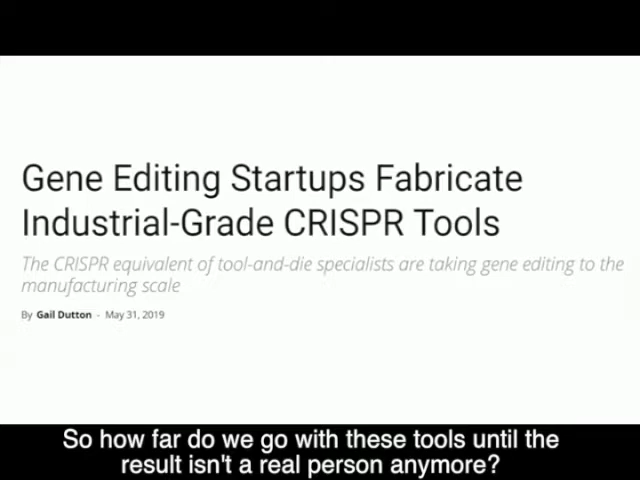 Gene Editing Startups Fabricate
Industrial-Grade CRISPR Tools
The CRISPR equivalent of tool-and-die specialists are taking gene editing to the
manufacturing scale
By Gail Dutton - May 31, 2019
So how far do we go with these tools until the
result isn't a real person anymore?